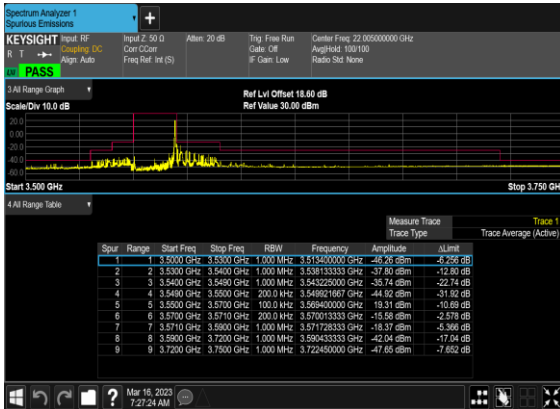 Spectrum Analyzer 1
Spurious Emissions
+
KEYSIGHT Input: RF Input Z: 50 Ω Atten: 20 dB Trig: Free Run Center Freq: 22.005000000 GHz
R T Coupling: DC Corr CCorr Gate: Off Avg|Hold: 100/100
Align: Auto Freq Ref: Int (S) IF Gain: Low Radio Std: None
PASS
3 All Range Graph Ref Lvl Offset 18.60 dB
Scale/Div 10.0 dB Ref Value 30.00 dBm
20.0
0.00
-20.0
-40.0
-60.0
Start 3.500 GHz Stop 3.750 GH
4 All Range Table
Measure Trace Trace 1
Trace Type Trace Average (Active)
Spur Range Start Freq Stop Freq RBW Frequency Amplitude ΔLimit
1 1 3.5000 GHz 3.5300 GHz 1.000 MHz 3.513400000 GHz -46.26 dBm -6.256 dB
2 2 3.5300 GHz 3.5400 GHz 1.000 MHz 3.538133333 GHz -37.80 dBm -12.80 dB
3 3 3.5400 GHz 3.5490 GHz 1.000 MHz 3.543225000 GHz -35.74 dBm -22.74 dB
4 4 3.5490 GHz 3.5500 GHz 200.0 kHz 3.549921667 GHz -44.92 dBm -31.92 dB
5 5 3.5500 GHz 3.5700 GHz 100.0 kHz 3.569400000 GHz 19.31 dBm -10.69 dB
6 6 3.5700 GHz 3.5710 GHz 200.0 kHz 3.570013333 GHz -15.58 dBm -2.578 dB
7 7 3.5710 GHz 3.5900 GHz 1.000 MHz 3.571728333 GHz -18.37 dBm -5.366 dB
8 8 3.5900 GHz 3.7200 GHz 1.000 MHz 3.590433333 GHz -42.04 dBm -17.04 dB
9 9 3.7200 GHz 3.7500 GHz 1.000 MHz 3.722450000 GHz -47.65 dBm -7.652 dB
? Mar 16, 2023
7:27:24 AM